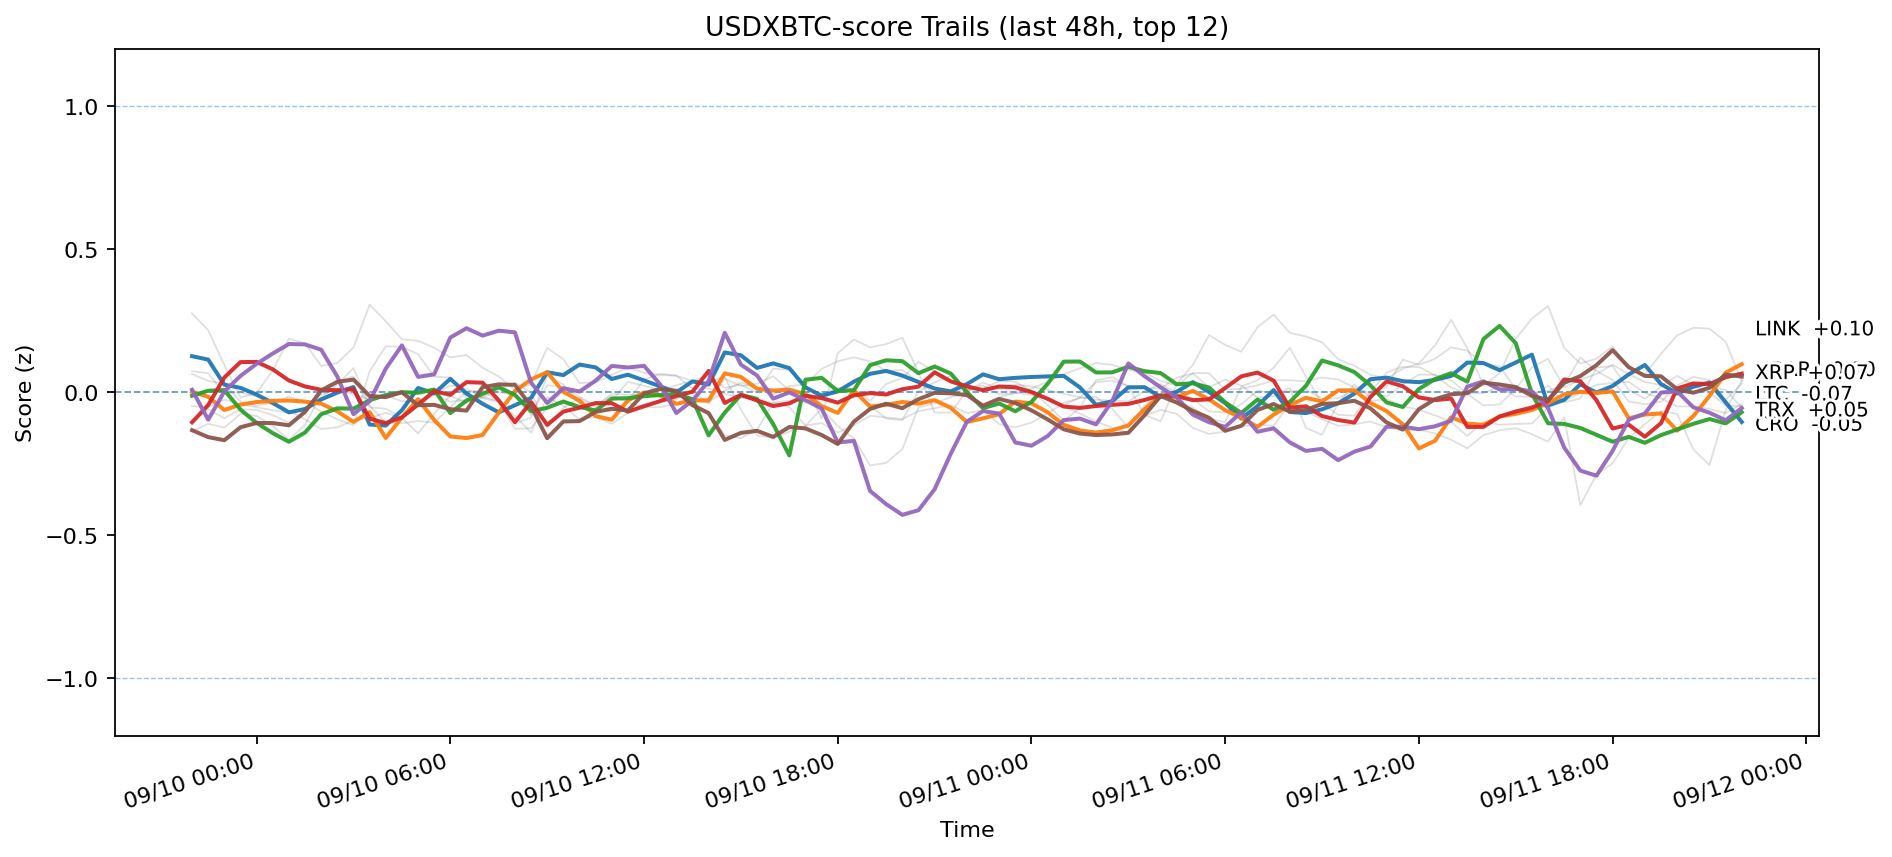 USDXBTC-score Trails (last 48h, top 12)
Score (z)
1.0
0.5
0.0
−0.5
−1.0
LINK +0.10
XRP +0.07
LTC -0.07
TRX +0.05
CRO -0.05
09/10 00:00
09/10 06:00
09/10 12:00
09/10 18:00
09/11 00:00
09/11 06:00
09/11 12:00
09/11 18:00
09/12 00:00
Time